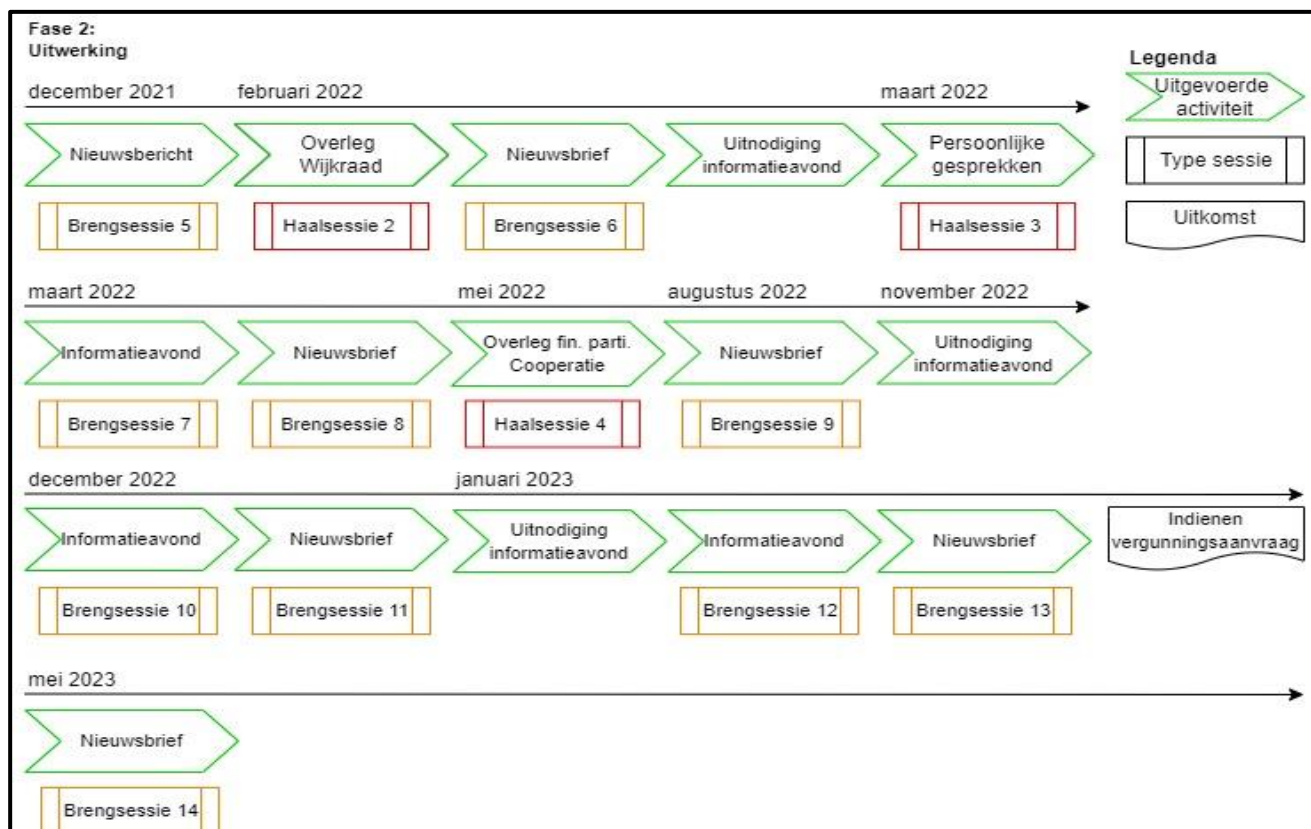 Fase 2:
Uitwerking
december 2021
februari 2022
maart 2022
Nieuwsbericht
Overleg
Wijkraad
Nieuwsbrief
Uitnodiging
informatieavond
Persoonlijke
gesprekken
Brengsessie 5
Haalsessie 2
Brengsessie 6
Haalsessie 3
Legenda
Uitgevoerde
activiteit
Type sessie
Uitkomst
maart 2022
mei 2022
augustus 2022
november 2022
Informatieavond
Nieuwsbrief
Overleg fin. parti.
Cooperatie
Nieuwsbrief
Uitnodiging
informatieavond
Brengsessie 7
Brengsessie 8
Haalsessie 4
Brengsessie 9
december 2022
januari 2023
Informatieavond
Nieuwsbrief
Uitnodiging
informatieavond
Informatieavond
Nieuwsbrief
Indienen
vergunningsaanvraag
Brengsessie 10
Brengsessie 11
Brengsessie 12
Brengsessie 13
mei 2023
Nieuwsbrief
Brengsessie 14